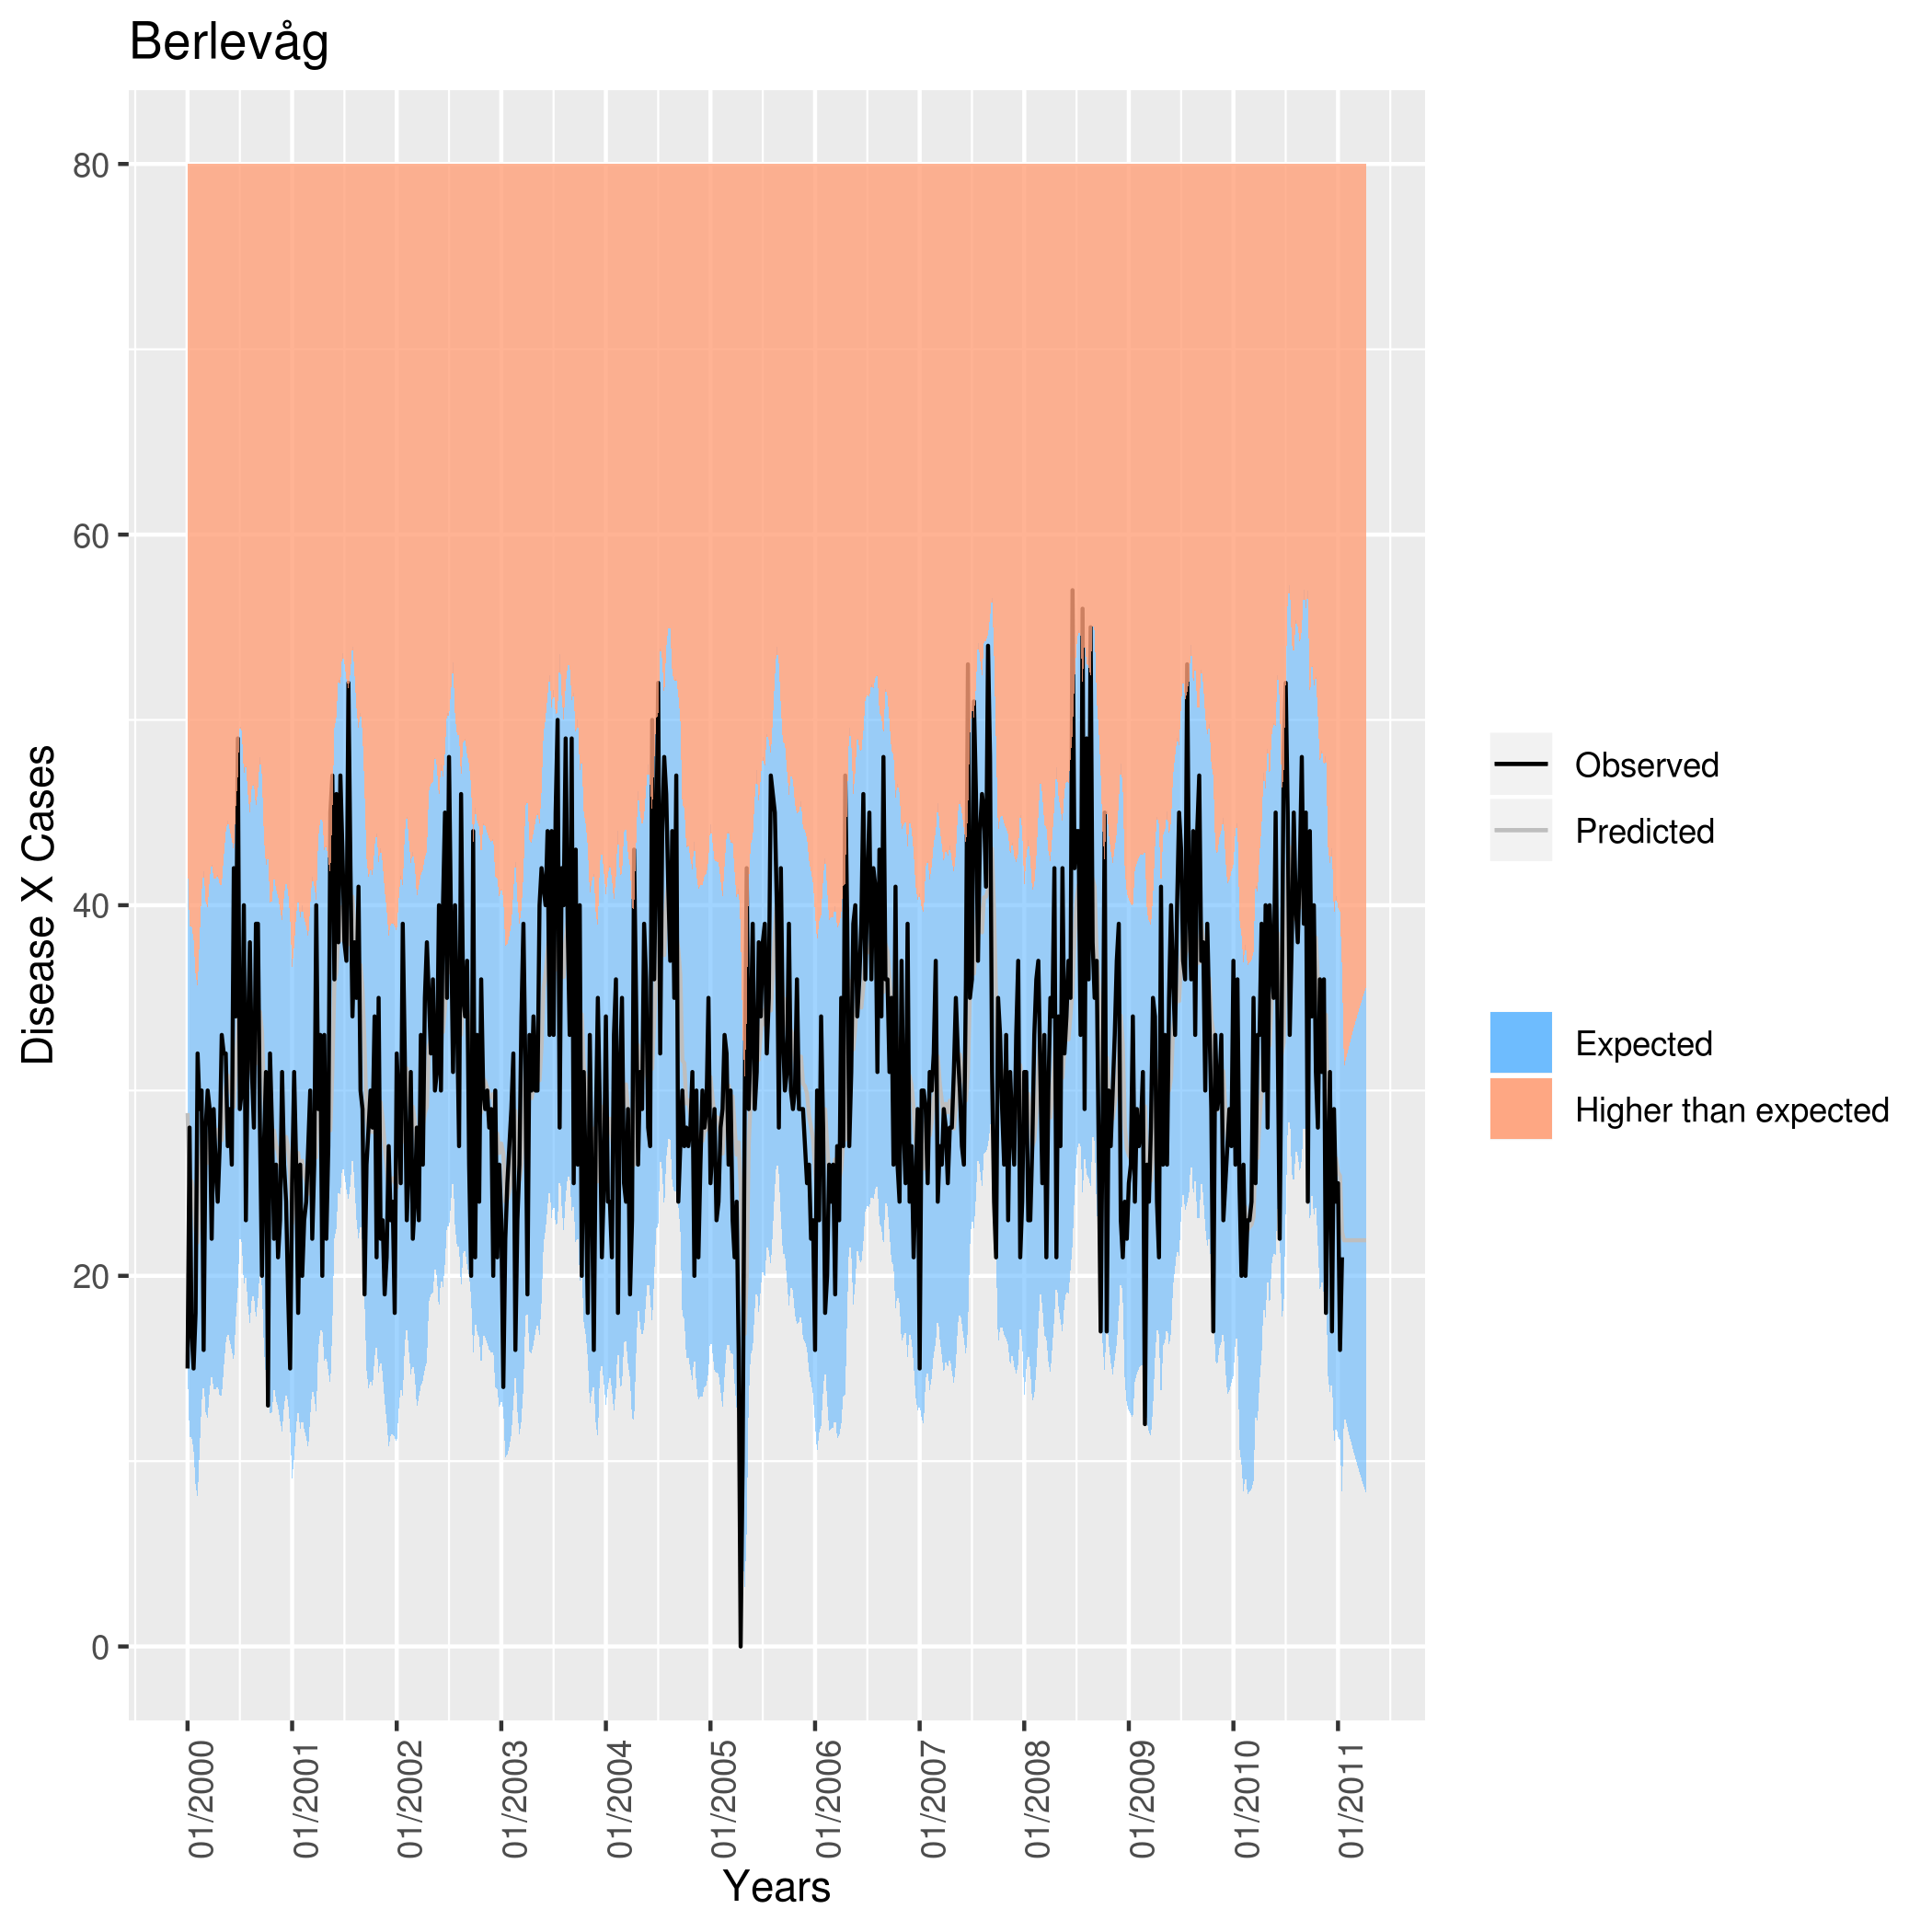 Berlevåg
Disease X Cases
80
60
40
20
0
01/2000
01/2001
01/2002
01/2003
01/2004
01/2005
01/2006
01/2007
01/2008
01/2009
01/2010
01/2011
Years
Observed
Predicted
Expected
Higher than expected